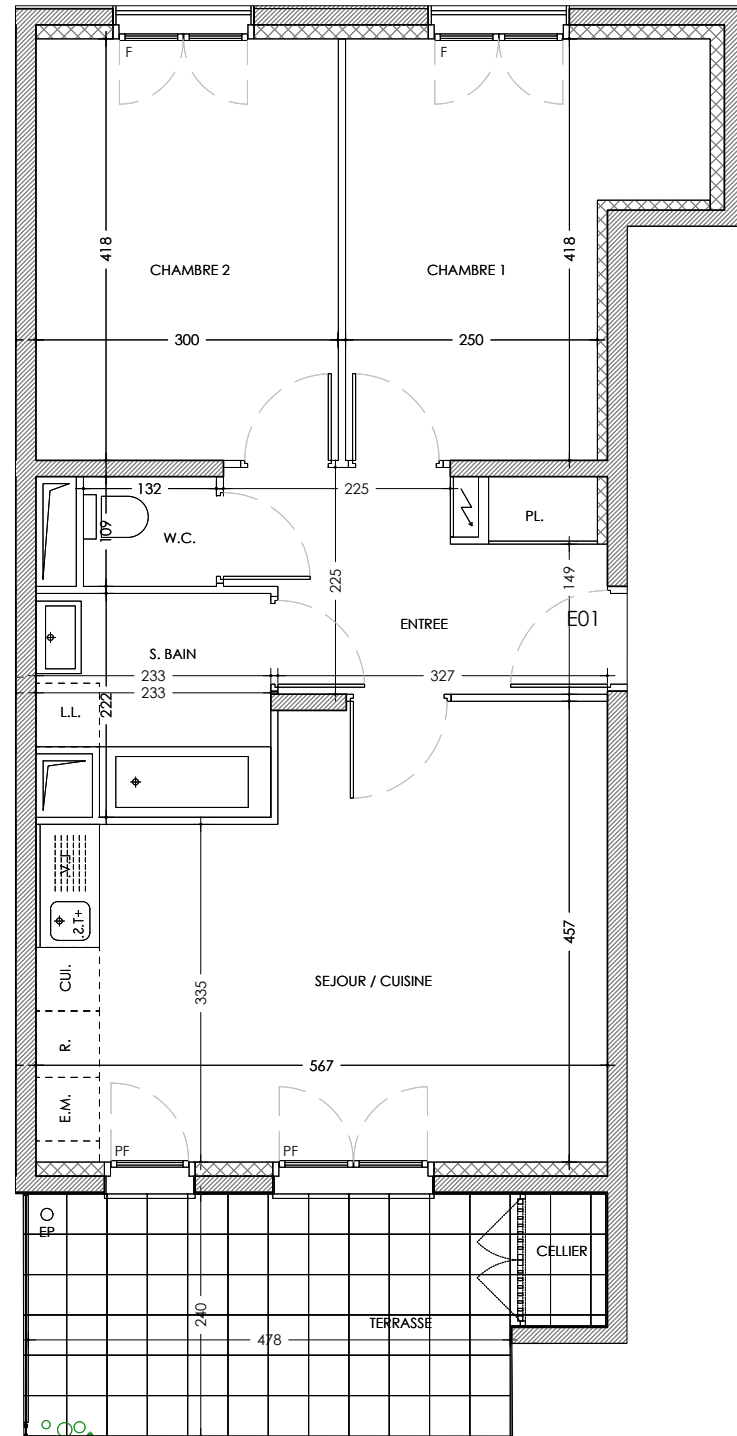 F
F
418
CHAMBRE 2
CHAMBRE 1
418
300
250
132
225
PL.
109
W.C.
225
149
ENTREE
E01
S. BAIN
233
327
233
L.L.
222
V.J.
+T.S.
457
CUI.
SEJOUR / CUISINE
335
R.
567
E.M.
PF
PF
EP
CELLIER
240
TERRASSE
478